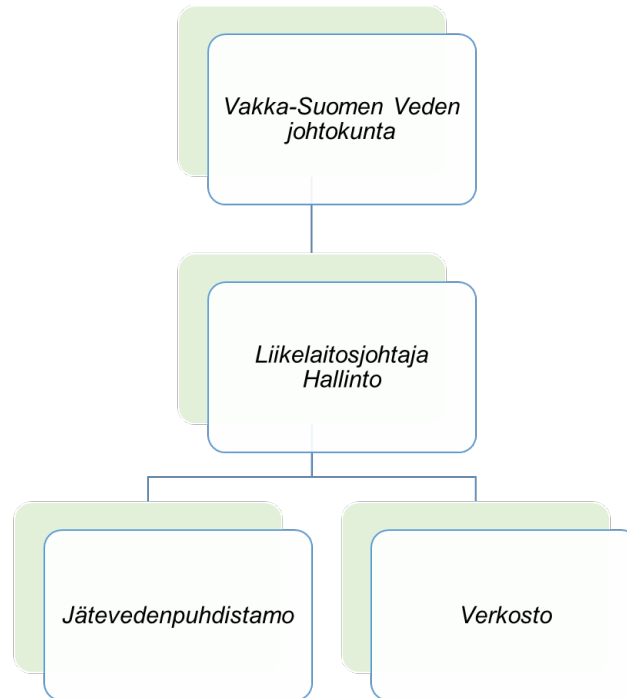 Vakka-Suomen Veden
johtokunta
Liikelaitosjohtaja
Hallinto
Jätevedenpuhdistamo
Verkosto